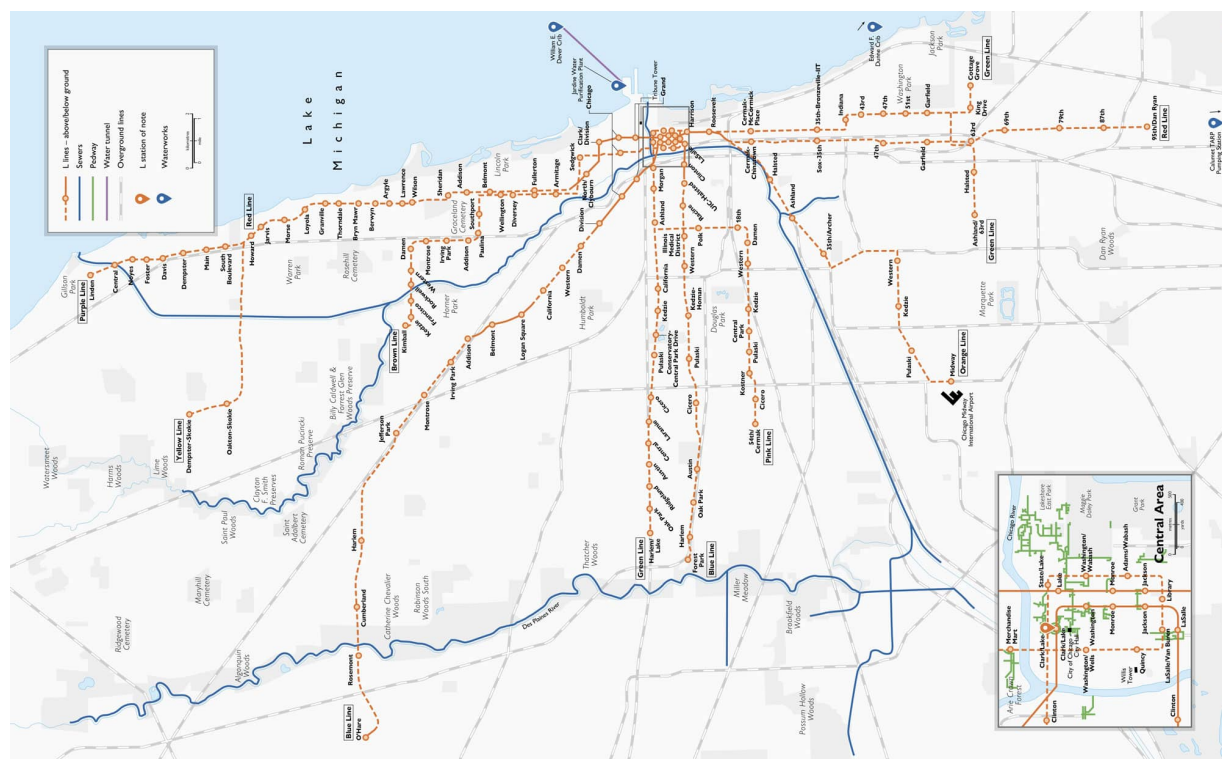 Lake
Michigan
L lines – above/below ground
Sewers
Pedway
Water tunnel
Overground lines
L station of note
Waterworks
William E.
Dever Crib
Jardine Water
Purification Plant
Chicago
Tribune Tower
Grand
Edward F.
Dunne Crib
Calumet TARP
Pumping Station
Gillson
Park
Purple Line
Linden
Central
Noyes
Foster
Davis
Dempster
Main
South
Boulevard
Howard
Red Line
Jarvis
Morse
Loyola
Granville
Thorndale
Bryn Mawr
Berwyn
Argyle
Lawrence
Wilson
Sheridan
Addison
Belmont
Wellington
Diversey
Fullerton
Armitage
Sedgwick
Clark/
Division
North/
Clybourn
Lincoln
Park
Graceland
Cemetery
Southport
Paulina
Addison
Irving
Park
Montrose
Damen
Western
Rockwell
Francisco
Kedzie
Kimball
Brown Line
Horner
Park
Warren
Park
Rosehill
Cemetery
Yellow Line
Dempster-Skokie
Oakton-Skokie
Watersmeet
Woods
Harms
Woods
Lime
Woods
Saint Paul
Woods
Clayton
F. Smith
Preserves
Saint
Adalbert
Cemetery
Roman Pucinski
Preserve
Billy Caldwell &
Forrest Glen
Woods Preserve
Maryhill
Cemetery
Ridgewood
Cemetery
Algonquin
Woods
Catherine Chevalier
Woods
Robinson
Woods South
Des Plaines River
Thatcher
Woods
Miller
Meadow
Brookfield
Woods
Possum Hollow
Woods
Blue Line
O'Hare
Rosemont
Cumberland
Harlem
Jefferson
Park
Montrose
Irving Park
Addison
Belmont
Logan Square
California
Western
Damen
Division
Humboldt
Park
Green Line
Harlem/
Lake
Oak Park
Ridgeland
Austin
Central
Laramie
Cicero
Pulaski
Conservatory-
Central Park Drive
Kedzie
California
Ashland
Morgan
Blue Line
Forest
Park
Harlem
Oak Park
Austin
Cicero
Pulaski
Kedzie-
Homan
Western
Illinois
Medical
District
Racine
UIC-Halsted
Clinton
LaSalle
Pink Line
54th/
Cermak
Cicero
Kostner
Pulaski
Central
Park
Kedzie
Western
Damen
18th
Polk
Douglas
Park
Harrison
Roosevelt
Cermak-
McCormick
Place
35th-Bronzeville-IIT
Indiana
43rd
47th
51st
Garfield
Washington
Park
Jackson
Park
King
Drive
Cottage
Grove
Green Line
Cermak-
Chinatown
Sox-35th
47th
Garfield
63rd
69th
79th
87th
95th/Dan Ryan
Red Line
Halsted
Ashland/
63rd
Green Line
Halsted
Ashland
35th/Archer
Western
Kedzie
Pulaski
Midway
Orange Line
Chicago Midway
International Airport
Marquette
Park
Dan Ryan
Woods
Central Area
Chicago River
Lakeshore
East Park
Maggie
Daley Park
Grant
Park
State/Lake
Lake
Washington/
Wabash
Monroe
Adams/Wabash
Jackson
Library
Merchandise
Mart
Clark/Lake
Clark/Lake
City of Chicago
City Hall
Washington
Monroe
Jackson
LaSalle
LaSalle/Van Buren
Washington/
Wells
Quincy
Willis
Tower
Clinton
Clinton